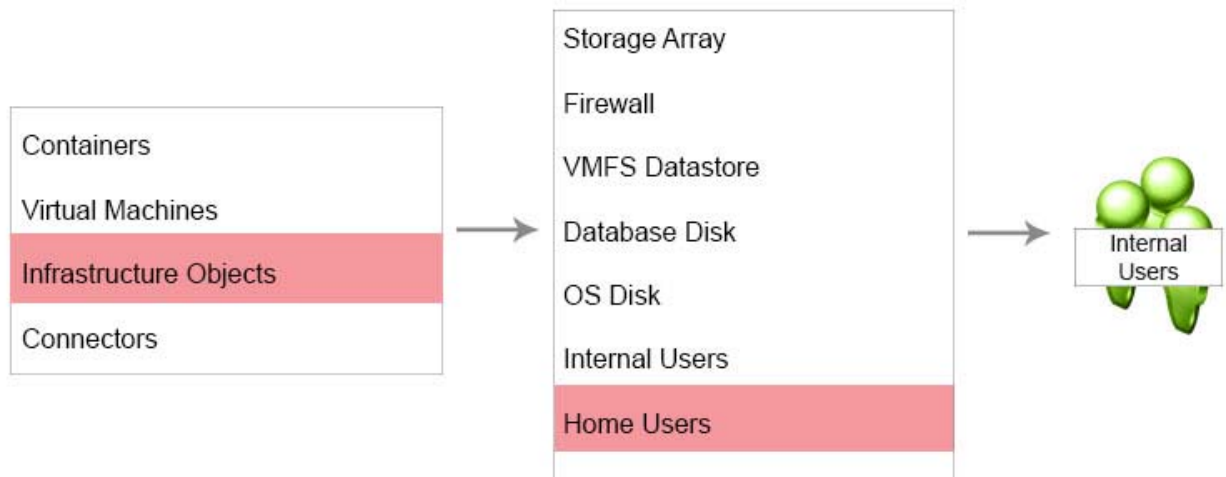 Containers
Virtual Machines
Infrastructure Objects
Connectors
Storage Array
Firewall
VMFS Datastore
Database Disk
OS Disk
Internal Users
Home Users
Internal
Users